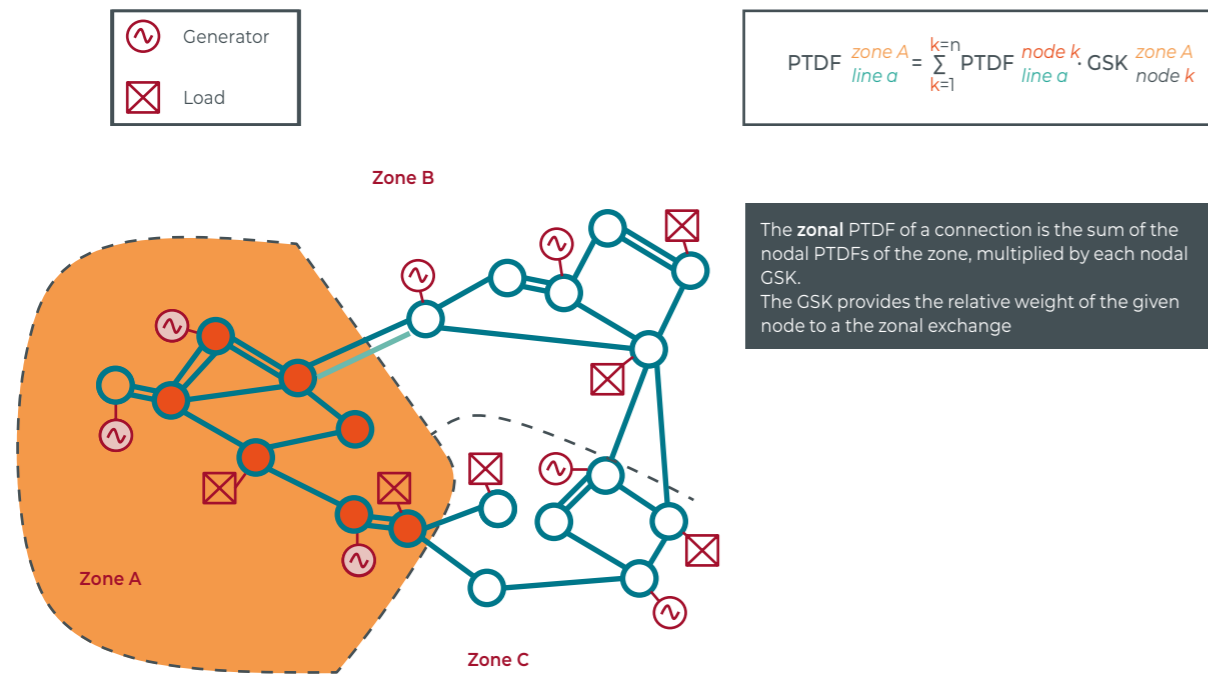 Generator
Load
k=n
PTDF zone A = Σ PTDF node k · GSK zone A
line a k=1 line a node k
Zone B
The zonal PTDF of a connection is the sum of the
nodal PTDFs of the zone, multiplied by each nodal
GSK.
The GSK provides the relative weight of the given
node to a the zonal exchange
Zone A
Zone C